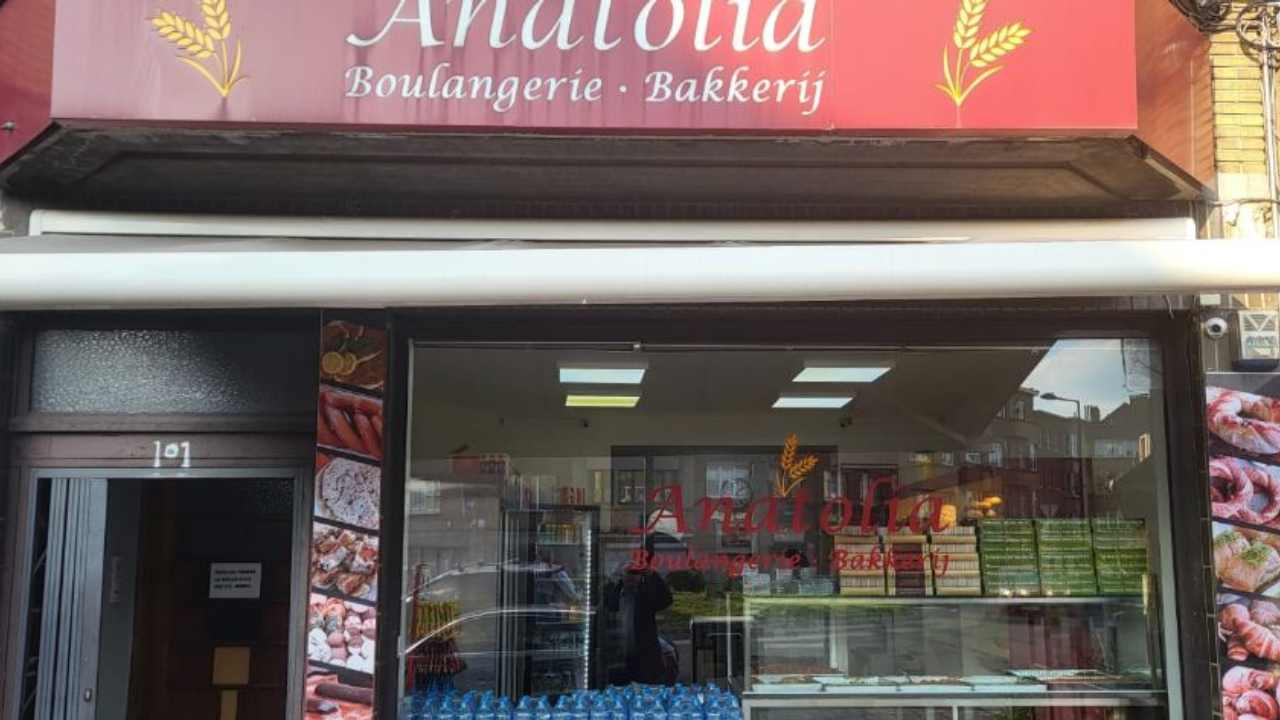 Anatolia
Boulangerie · Bakkerij
101
Anatolia
Boulangerie · Bakkerij